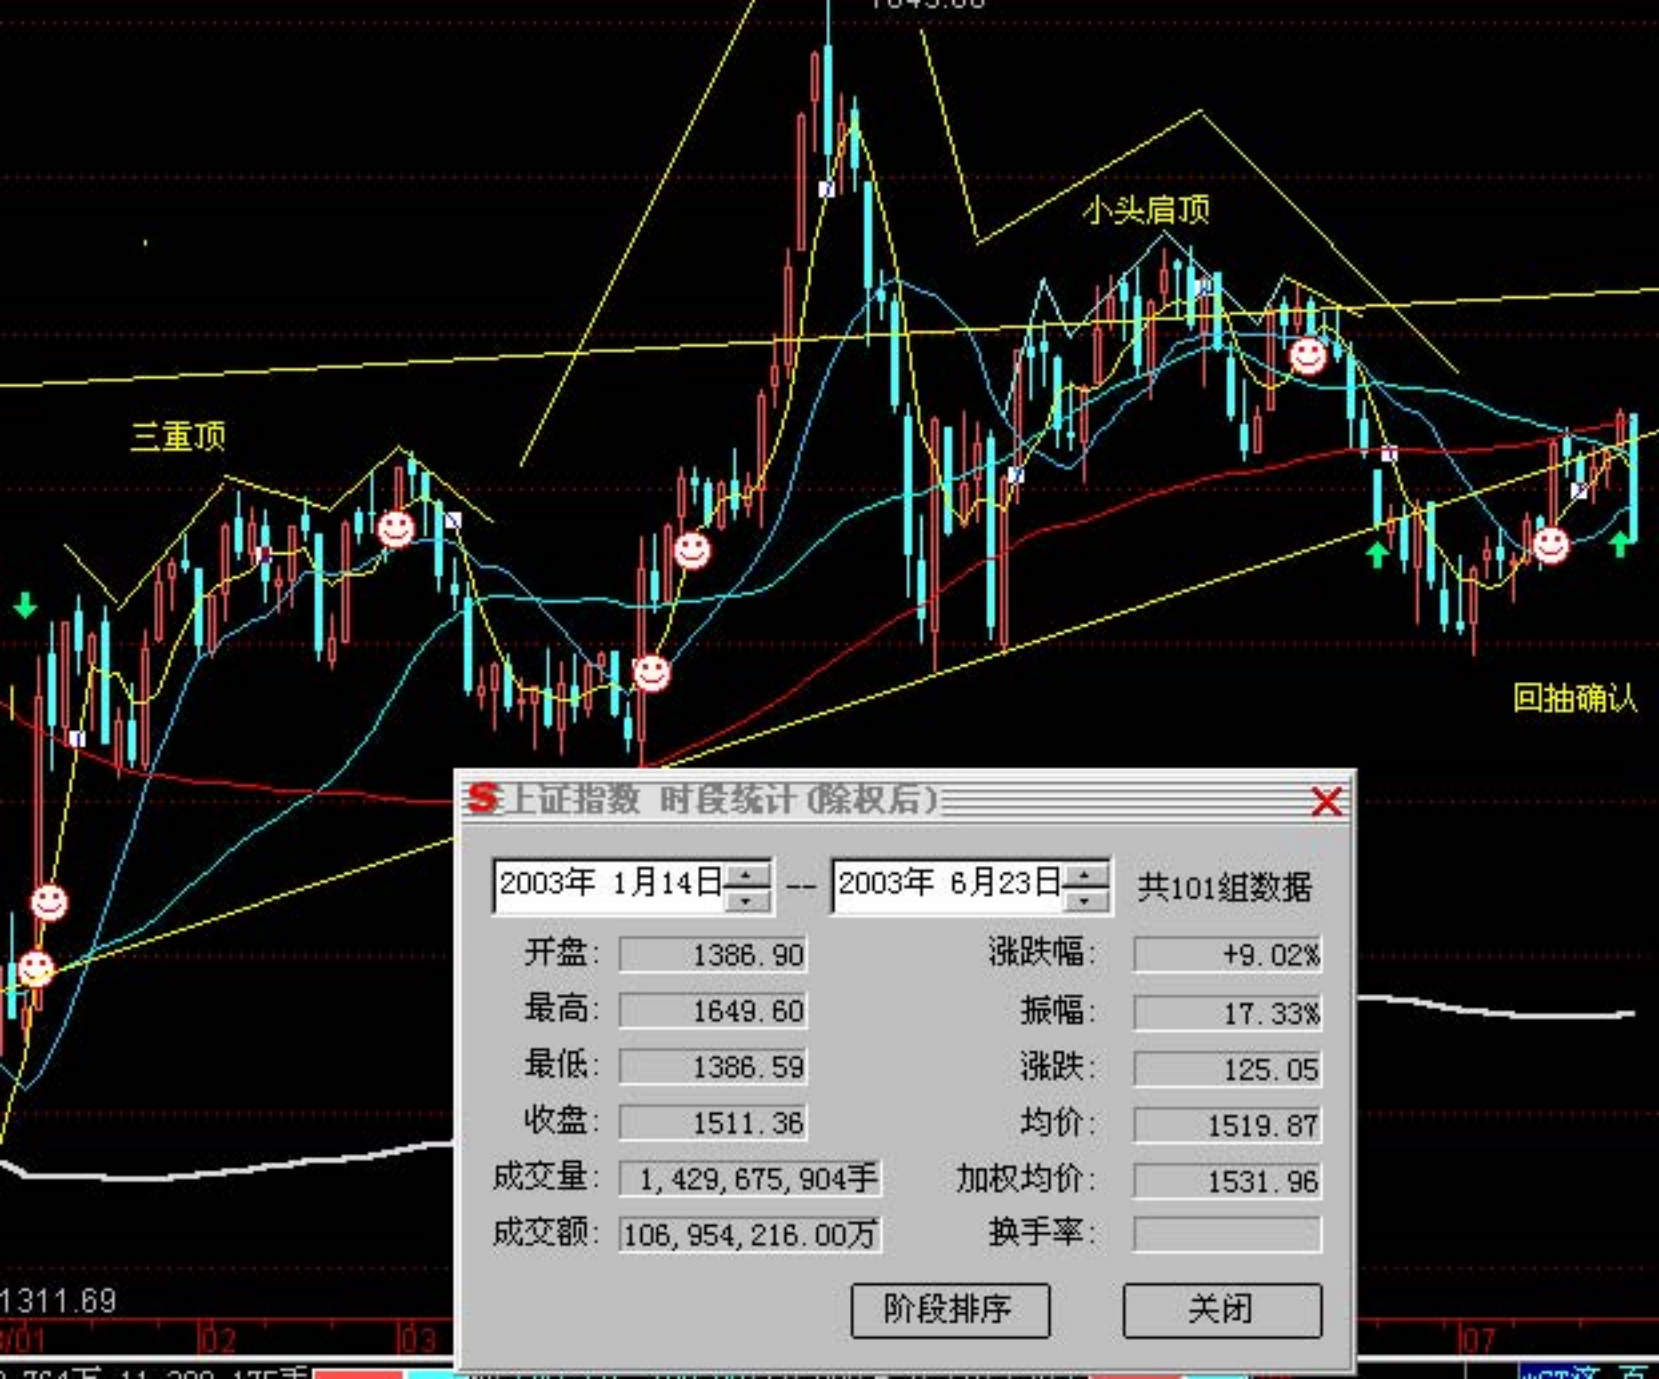 小头肩顶
三重顶
回抽确认
上证指数 时段统计(除权后)
2003年 1月14日 -- 2003年 6月23日 共101组数据
开盘: 1386.90 涨跌幅: +9.02%
最高: 1649.60 振幅: 17.33%
最低: 1386.59 涨跌: 125.05
收盘: 1511.36 均价: 1519.87
成交量: 1,429,675,904手 加权均价: 1531.96
成交额: 106,954,216.00万 换手率:
阶段排序 关闭
1311.69
/01 02 03 07